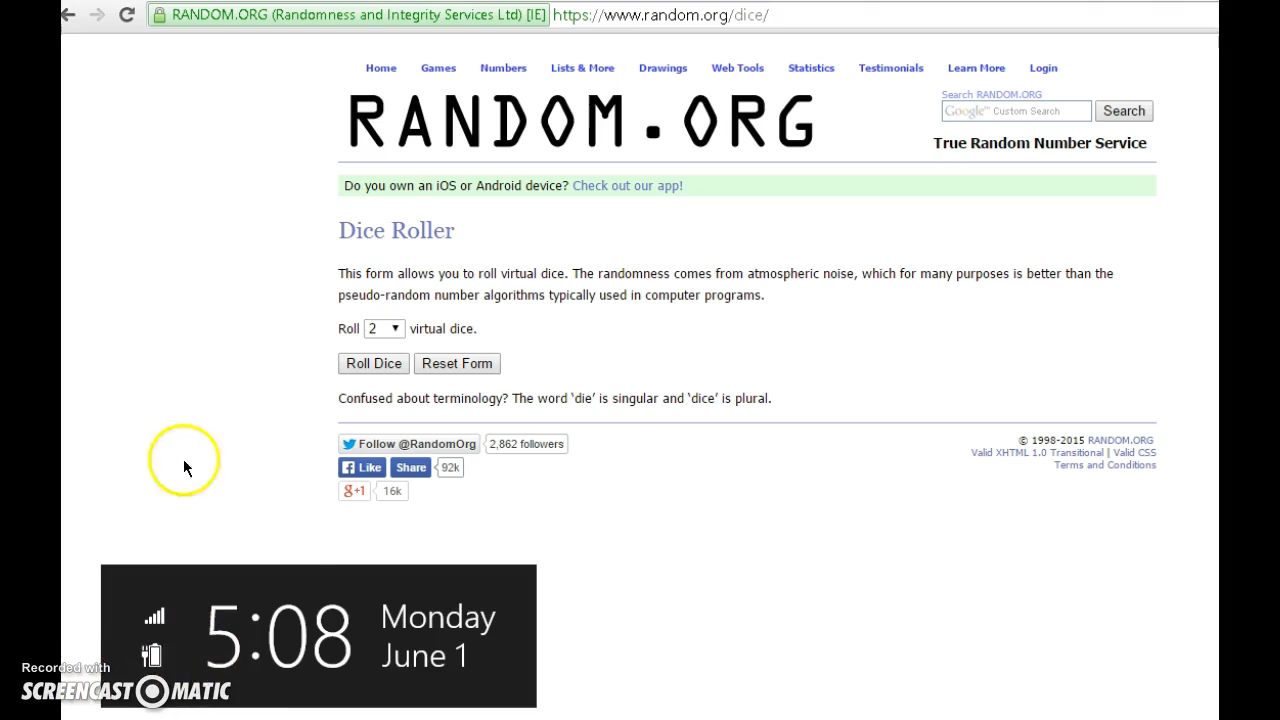 RANDOM.ORG (Randomness and Integrity Services Ltd) [IE] https://www.random.org/dice/
Home Games Numbers Lists & More Drawings Web Tools Statistics Testimonials Learn More Login
RANDOM.ORG
Search RANDOM.ORG
Google™ Custom Search Search
True Random Number Service
Do you own an iOS or Android device? Check out our app!
Dice Roller
This form allows you to roll virtual dice. The randomness comes from atmospheric noise, which for many purposes is better than the
pseudo-random number algorithms typically used in computer programs.
Roll 2 virtual dice.
Roll Dice Reset Form
Confused about terminology? The word ‘die’ is singular and ‘dice’ is plural.
Follow @RandomOrg 2,862 followers
Like Share 92k
g+1 16k
© 1998-2015 RANDOM.ORG
Valid XHTML 1.0 Transitional | Valid CSS
Terms and Conditions
5:08 Monday
June 1
Recorded with
SCREENCAST O MATIC